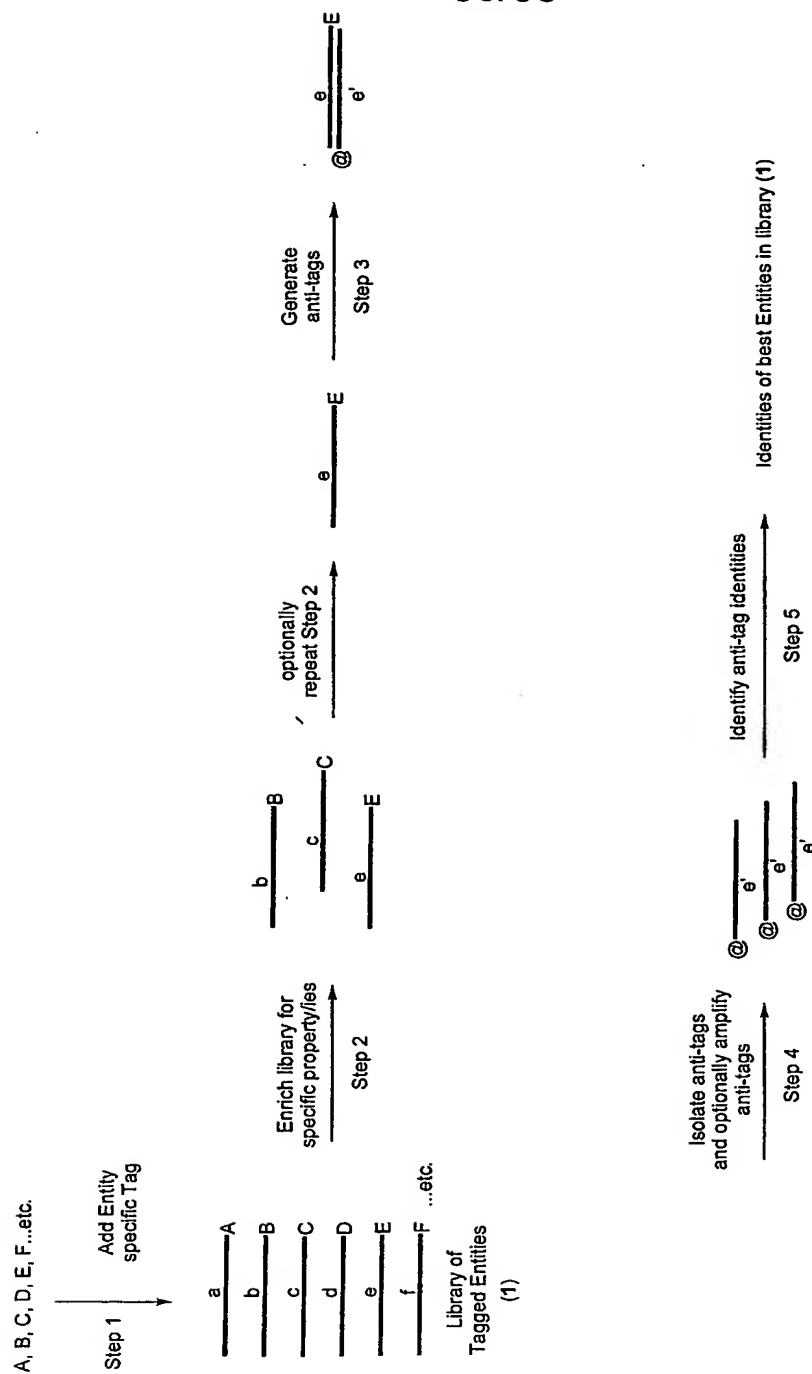 A, B, C, D, E, F...etc.
Step 1
Add Entity
specific Tag
a
A
b
B
c
C
d
D
e
E
f
F ...etc.
Library of
Tagged Entities
(1)
Enrich library for
specific property/ies
Step 2
b
B
c
C
e
E
optionally
repeat Step 2
e
E
Generate
anti-tags
Step 3
e
E
@
e'
Isolate anti-tags
and optionally amplify
anti-tags
Step 4
@
e'
@
e'
@
e'
Identify anti-tag identities
Step 5
Identities of best Entities in library (1)